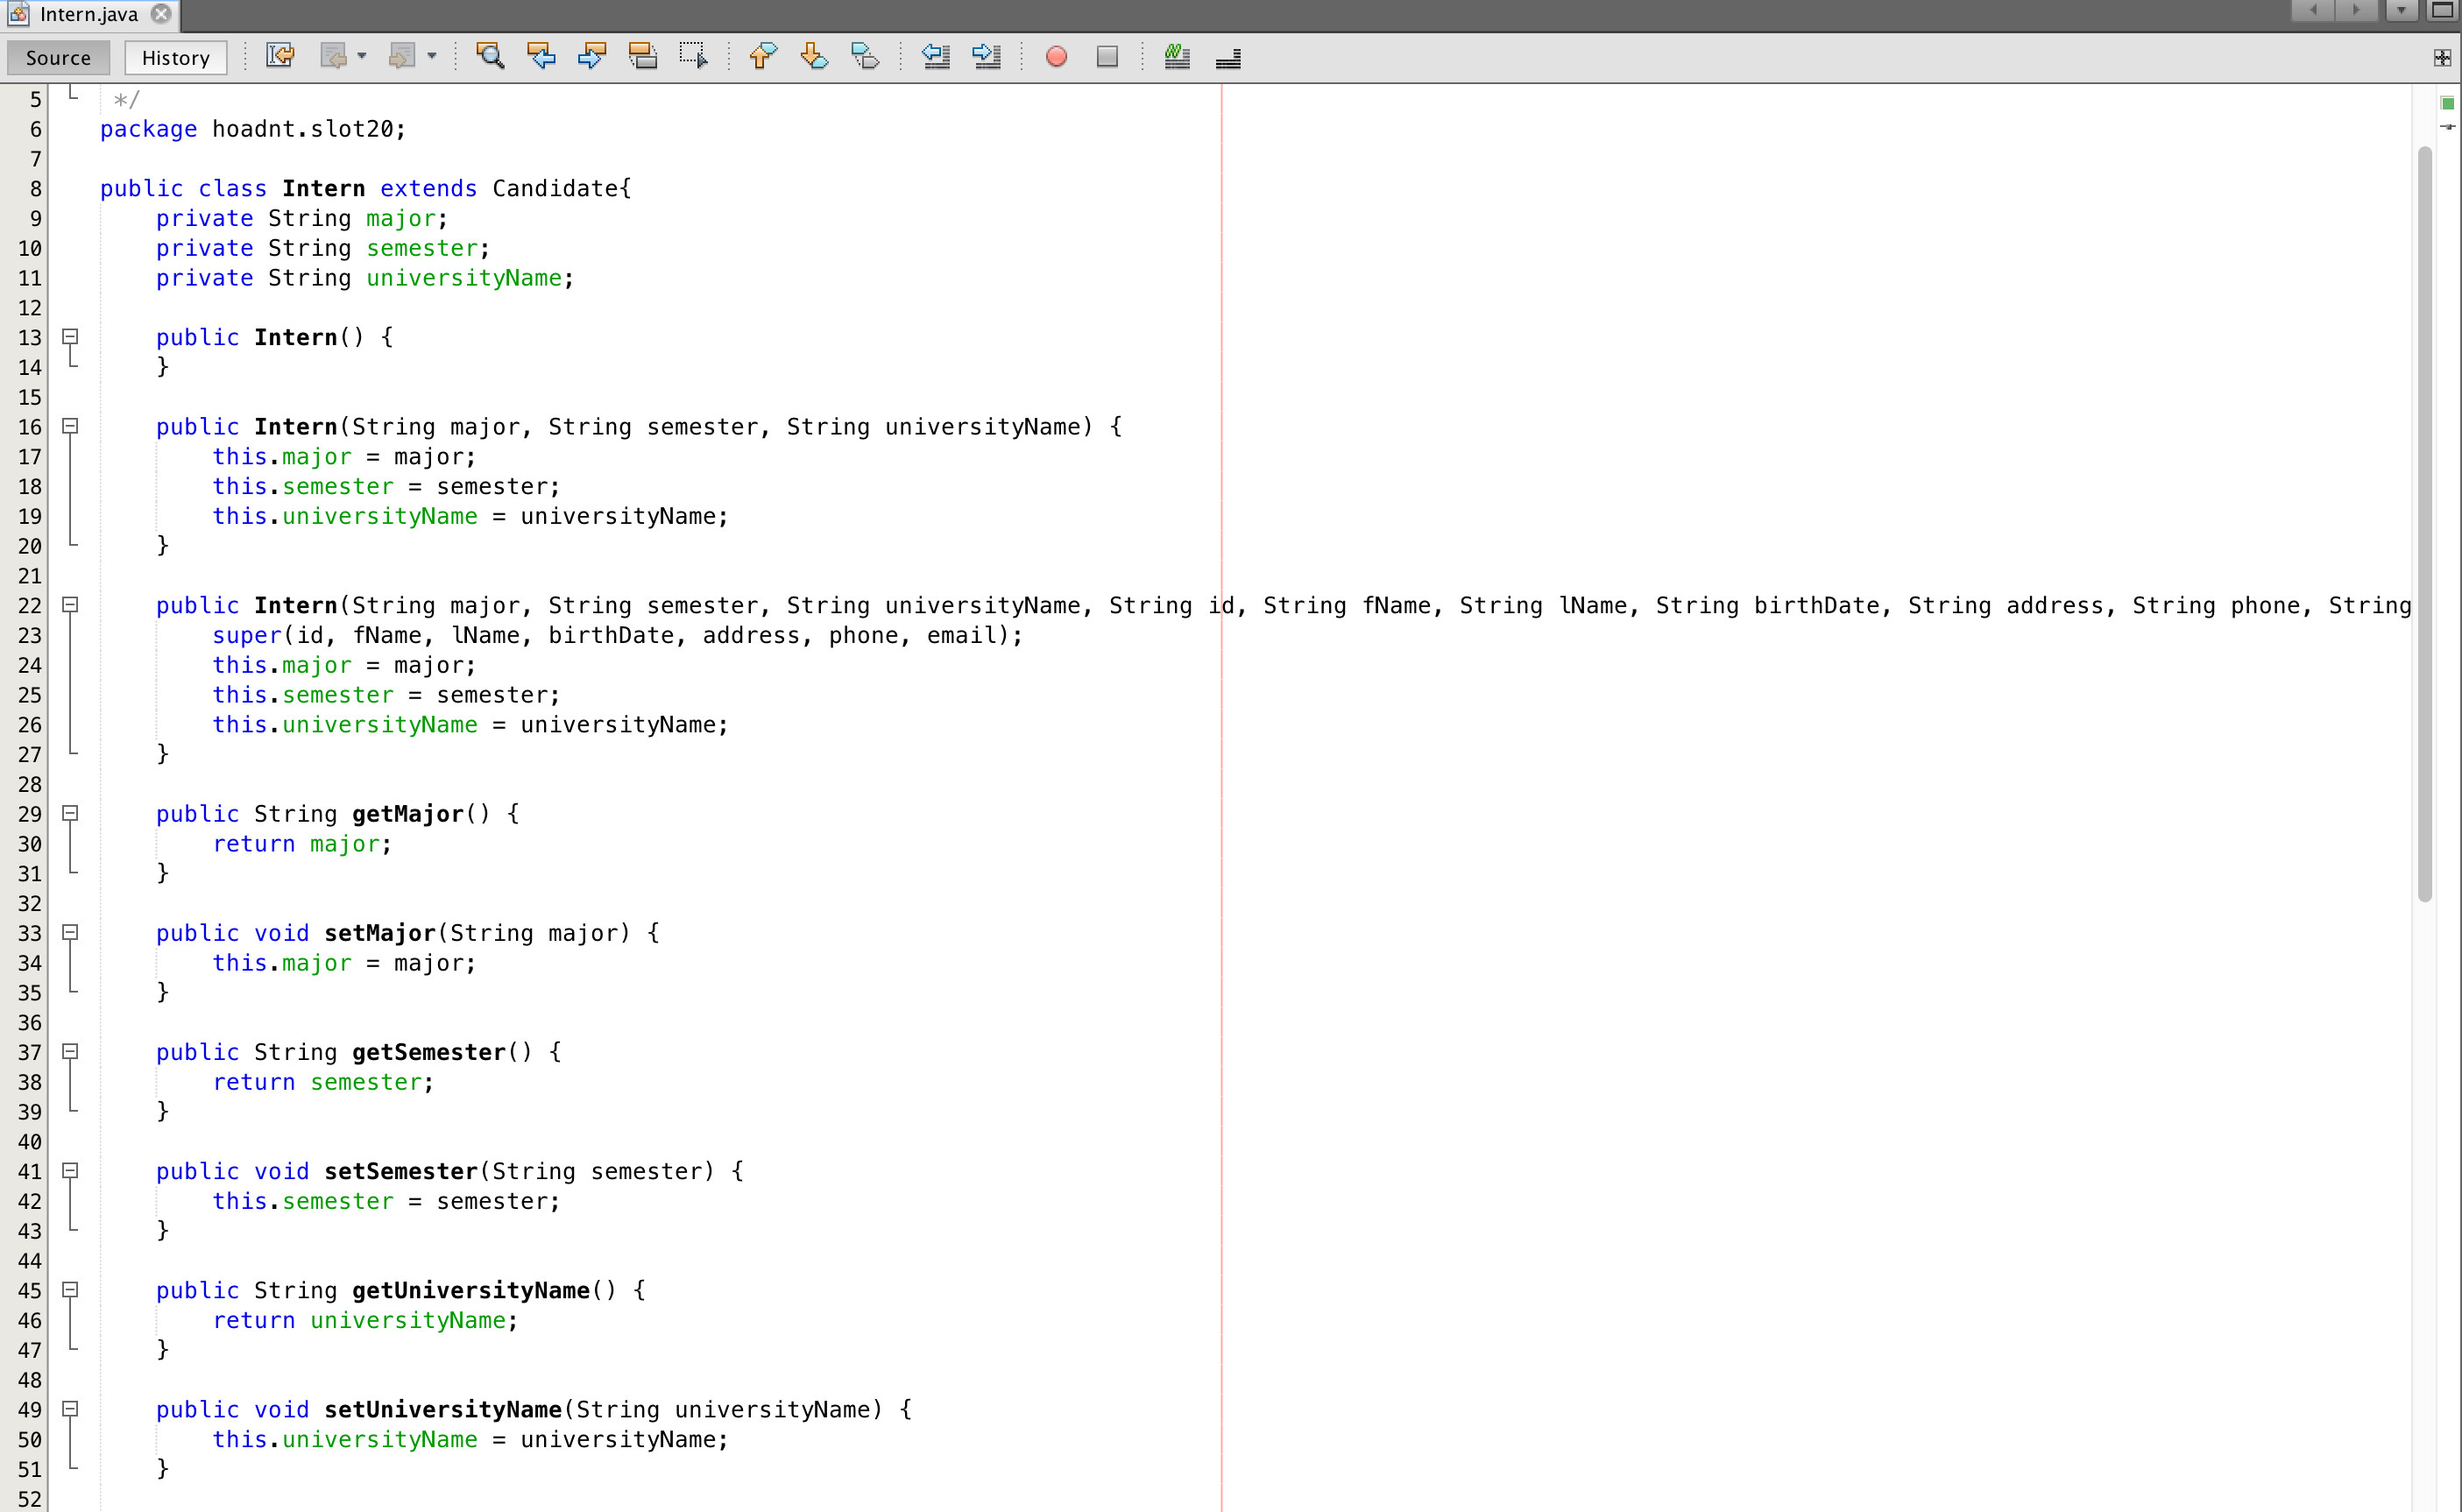 Intern.java
Source History
5 */
6 package hoadnt.slot20;
7
8 public class Intern extends Candidate{
9 private String major;
10 private String semester;
11 private String universityName;
12
13 public Intern() {
14 }
15
16 public Intern(String major, String semester, String universityName) {
17 this.major = major;
18 this.semester = semester;
19 this.universityName = universityName;
20 }
21
22 public Intern(String major, String semester, String universityName, String id, String fName, String lName, String birthDate, String address, String phone, String
23 super(id, fName, lName, birthDate, address, phone, email);
24 this.major = major;
25 this.semester = semester;
26 this.universityName = universityName;
27 }
28
29 public String getMajor() {
30 return major;
31 }
32
33 public void setMajor(String major) {
34 this.major = major;
35 }
36
37 public String getSemester() {
38 return semester;
39 }
40
41 public void setSemester(String semester) {
42 this.semester = semester;
43 }
44
45 public String getUniversityName() {
46 return universityName;
47 }
48
49 public void setUniversityName(String universityName) {
50 this.universityName = universityName;
51 }
52